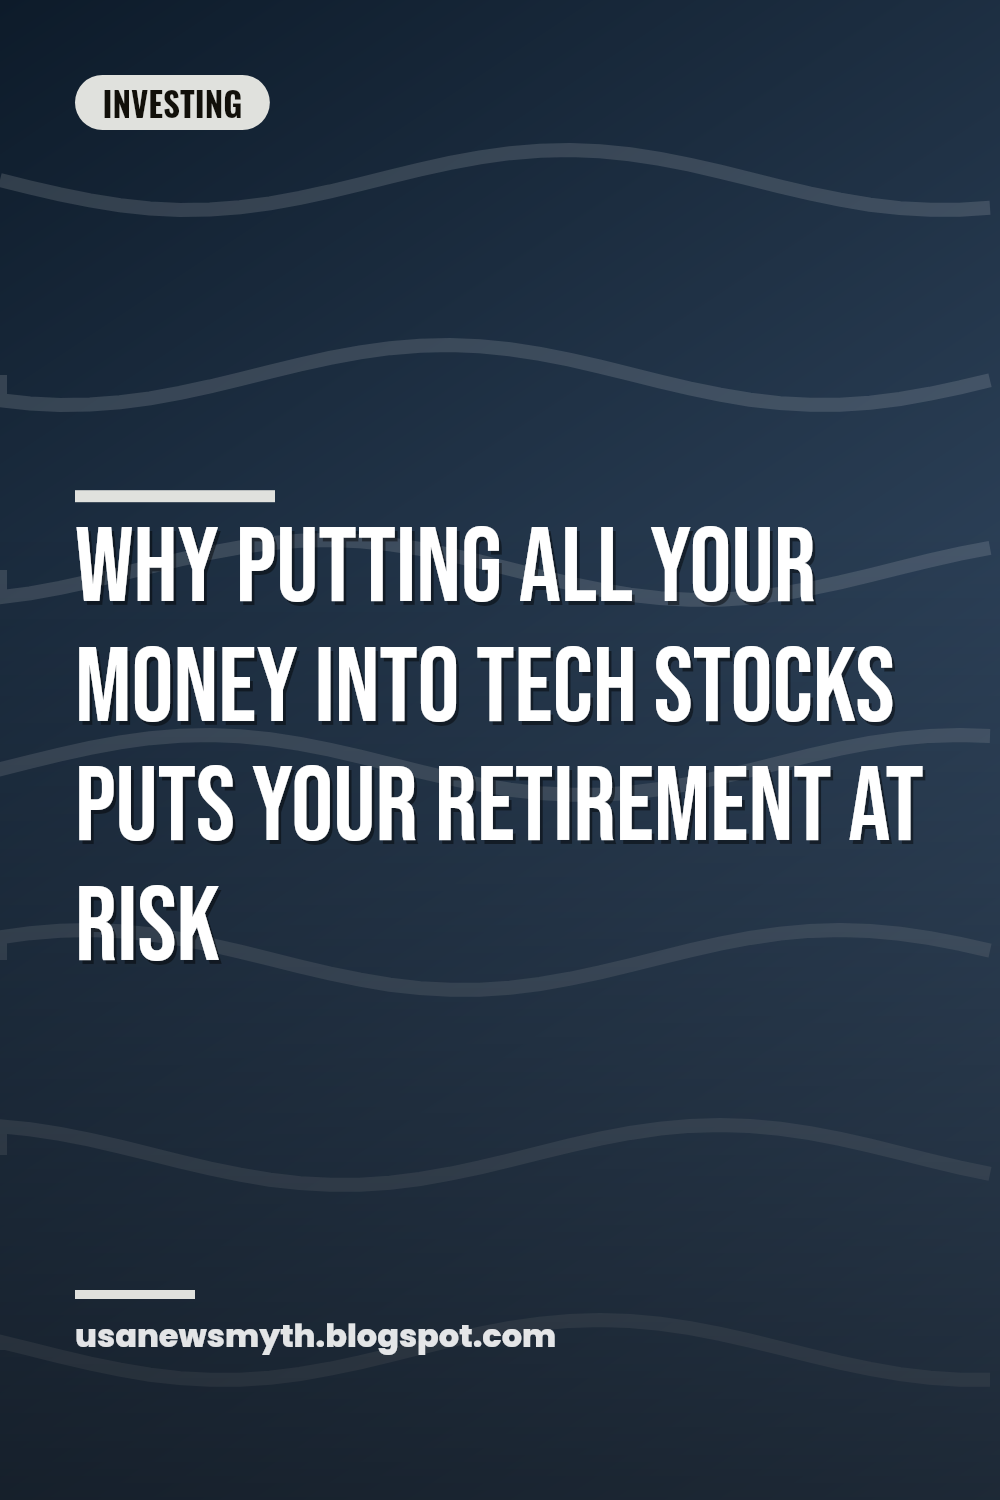 INVESTING
WHY PUTTING ALL YOUR
MONEY INTO TECH STOCKS
PUTS YOUR RETIREMENT AT
RISK
usanewsmyth.blogspot.com